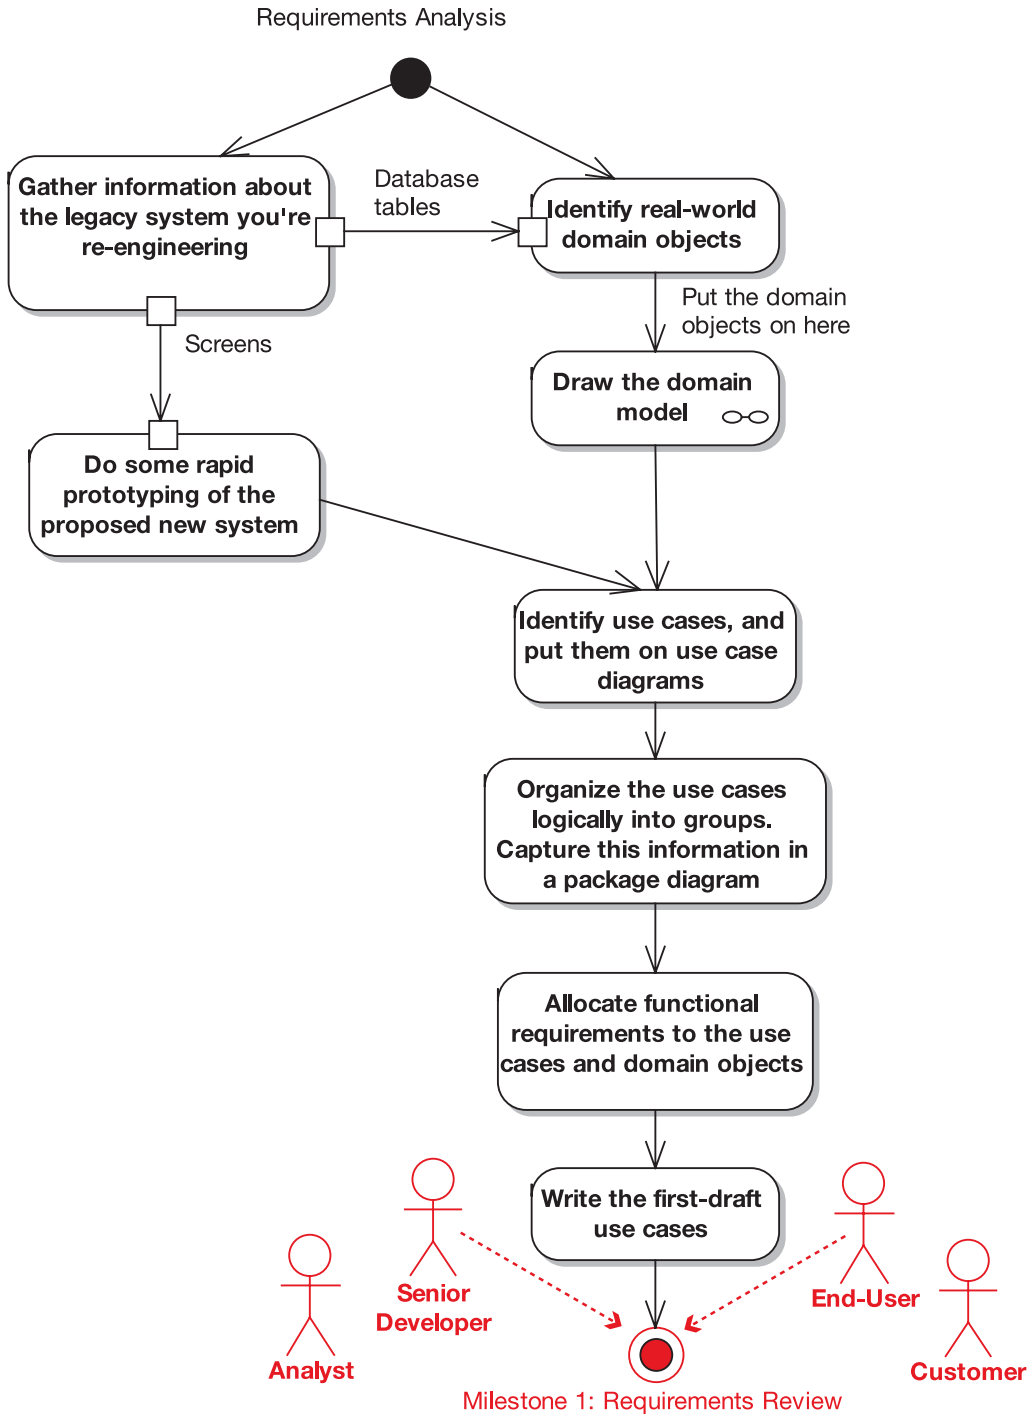 Requirements Analysis
Gather information about
the legacy system you're
re-engineering
Database
tables
Identify real-world
domain objects
Put the domain
objects on here
Screens
Draw the domain
model
Do some rapid
prototyping of the
proposed new system
Identify use cases, and
put them on use case
diagrams
Organize the use cases
logically into groups.
Capture this information in
a package diagram
Allocate functional
requirements to the use
cases and domain objects
Write the first-draft
use cases
Senior
Developer
End-User
Analyst
Customer
Milestone 1: Requirements Review